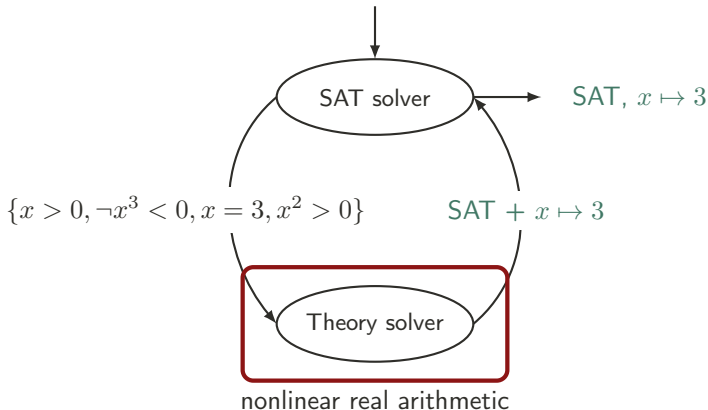 SAT solver
SAT, x ↦ 3
{x > 0, ¬x³ < 0, x = 3, x² > 0}
SAT + x ↦ 3
Theory solver
nonlinear real arithmetic